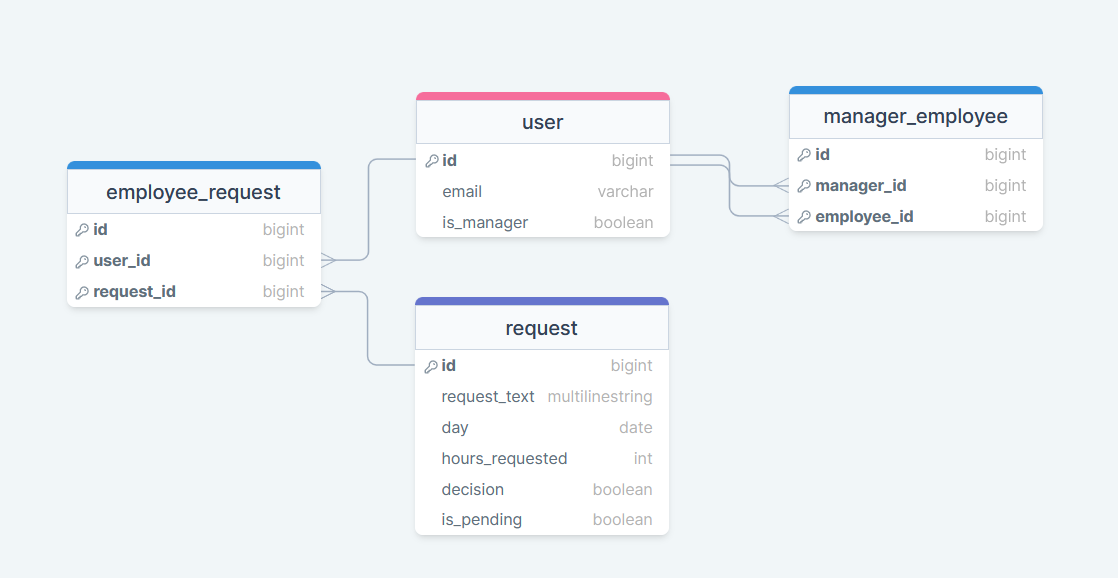 employee_request
id bigint
user_id bigint
request_id bigint
user
id bigint
email varchar
is_manager boolean
request
id bigint
request_text multilinestring
day date
hours_requested int
decision boolean
is_pending boolean
manager_employee
id bigint
manager_id bigint
employee_id bigint